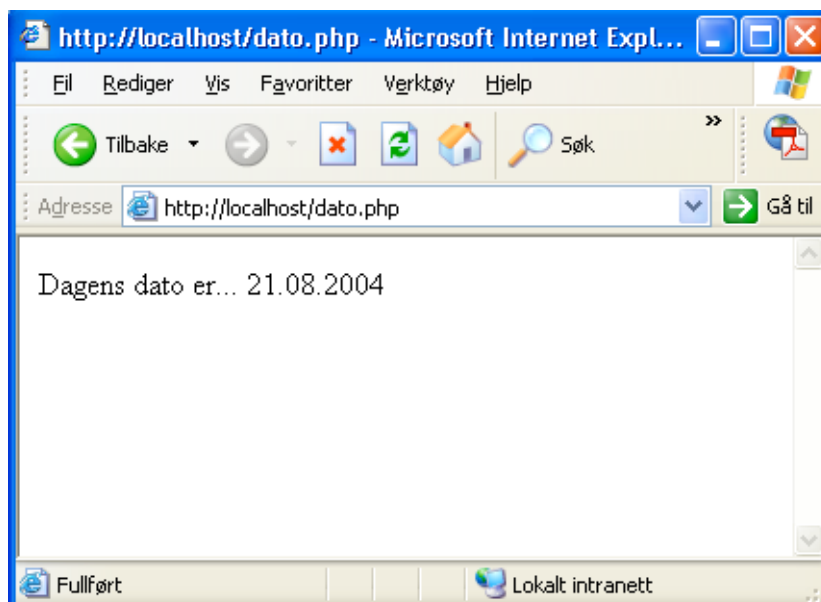 http://localhost/dato.php - Microsoft Internet Expl...
Fil Rediger Vis Favoritter Verktøy Hjelp
Tilbake Søk »
Adresse http://localhost/dato.php Gå til
Dagens dato er... 21.08.2004
Fullført Lokalt intranett